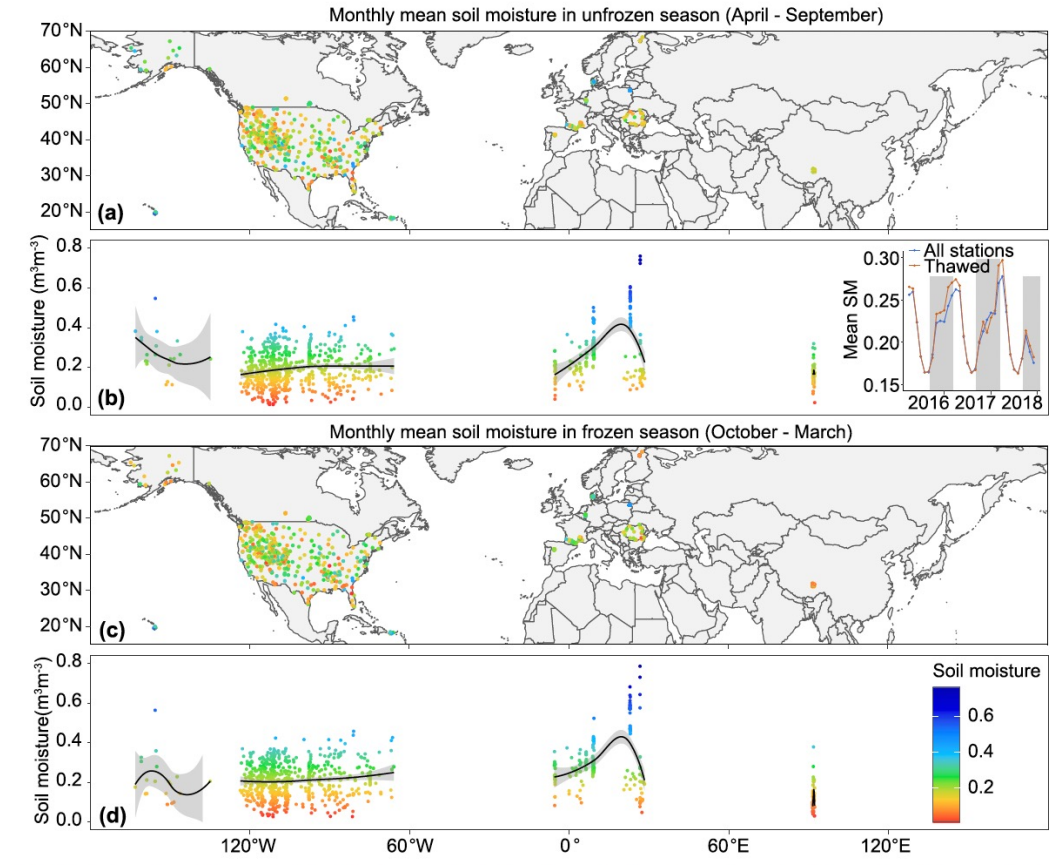 Monthly mean soil moisture in unfrozen season (April - September)
70°N
60°N
50°N
40°N
30°N
20°N
(a)
Soil moisture (m³m⁻³)
0.8
0.6
0.4
0.2
0.0
(b)
Mean SM
0.30
0.25
0.20
0.15
All stations
Thawed
2016 2017 2018
Monthly mean soil moisture in frozen season (October - March)
70°N
60°N
50°N
40°N
30°N
20°N
(c)
Soil moisture(m³m⁻³)
0.8
0.6
0.4
0.2
0.0
(d)
Soil moisture
0.6
0.4
0.2
120°W 60°W 0° 60°E 120°E